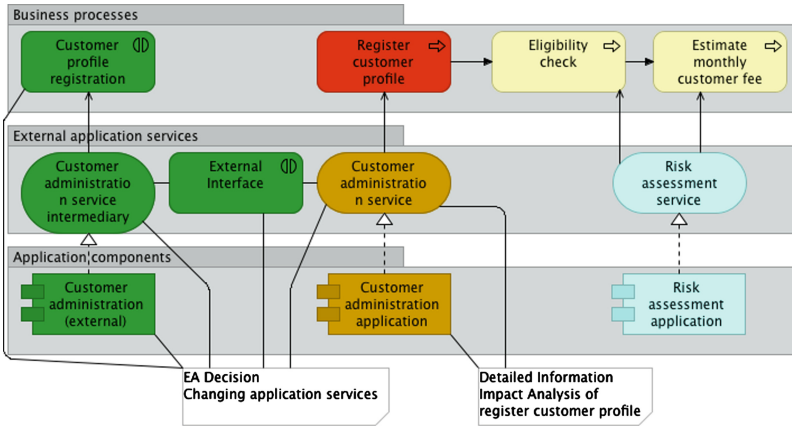 Business processes
Customer
profile
registration
Register
customer
profile
Eligibility
check
Estimate
monthly
customer fee
External application services
Customer
administratio
n service
intermediary
External
Interface
Customer
administratio
n service
Risk
assessment
service
Application components
Customer
administration
(external)
Customer
administration
application
Risk
assessment
application
EA Decision
Changing application services
Detailed Information
Impact Analysis of
register customer profile